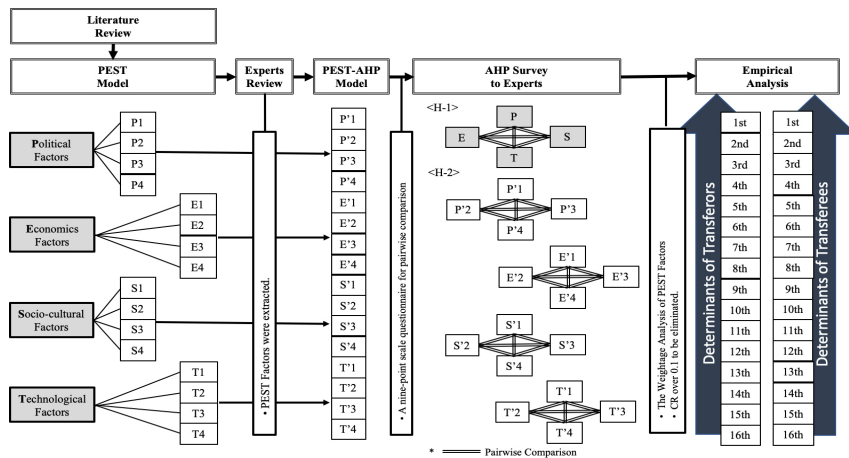 Literature
Review
PEST
Model
Experts
Review
PEST-AHP
Model
AHP Survey
to Experts
Empirical
Analysis
Political
Factors
P1
P2
P3
P4
Economics
Factors
E1
E2
E3
E4
Socio-cultural
Factors
S1
S2
S3
S4
Technological
Factors
T1
T2
T3
T4
• PEST Factors were extracted.
P'1
P'2
P'3
P'4
E'1
E'2
E'3
E'4
S'1
S'2
S'3
S'4
T'1
T'2
T'3
T'4
• A nine-point scale questionnaire for pairwise comparison
<H-1>
P
E
S
T
<H-2>
P'1
P'2
P'3
P'4
E'1
E'2
E'3
E'4
S'1
S'2
S'3
S'4
T'1
T'2
T'3
T'4
* Pairwise Comparison
• The Weightage Analysis of PEST Factors
• CR over 0.1 to be eliminated.
Determinants of Transferors
1st
2nd
3rd
4th
5th
6th
7th
8th
9th
10th
11th
12th
13th
14th
15th
16th
1st
2nd
3rd
4th
5th
6th
7th
8th
9th
10th
11th
12th
13th
14th
15th
16th
Determinants of Transferees